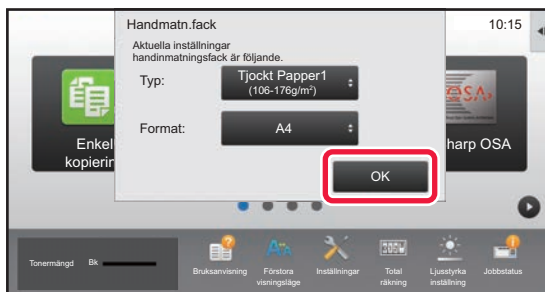 Handmatn.fack
10:15
Aktuella inställningar
handinmatningsfack är följande.
Typ:
Tjockt Papper1
(106-176g/m²)
Format:
A4
OK
Enkel
kopierin
harp OSA
Tonermängd
Bk
Bruksanvisning
Förstora
visningsläge
Inställningar
Total
räkning
Ljusstyrka
inställning
Jobbstatus